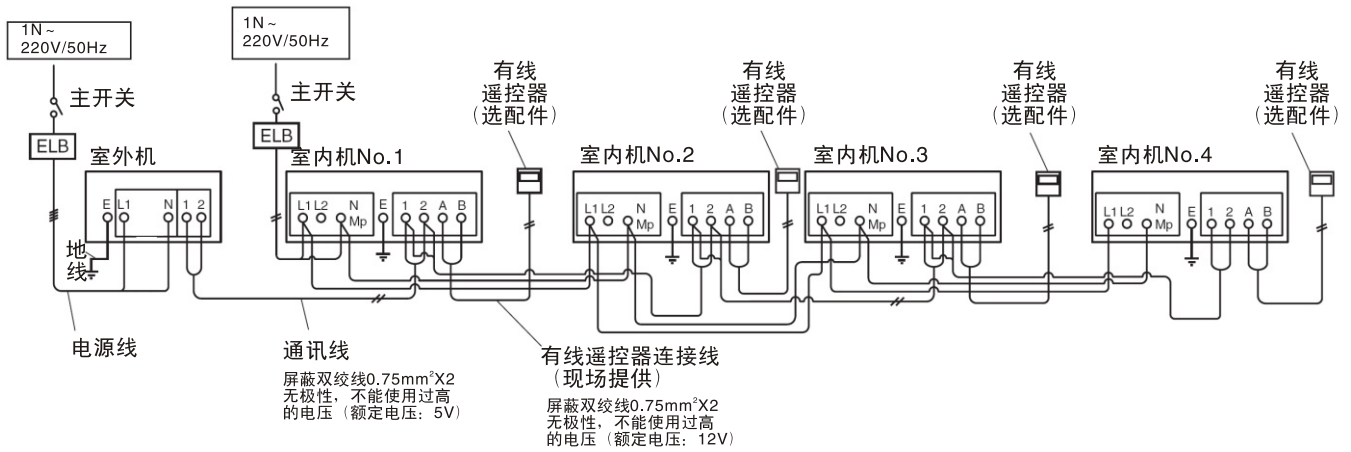 1N~
220V/50Hz
1N~
220V/50Hz
主开关
主开关
ELB
ELB
有线
遥控器
(选配件)
有线
遥控器
(选配件)
有线
遥控器
(选配件)
有线
遥控器
(选配件)
室外机
室内机No.1
室内机No.2
室内机No.3
室内机No.4
E L1 N 1 2
L1 L2 N Mp E 1 2 A B
L1 L2 N Mp E 1 2 A B
L1 L2 N Mp E 1 2 A B
L1 L2 N Mp E 1 2 A B
地
线
电源线
通讯线
屏蔽双绞线0.75mm²X2
无极性，不能使用过高
的电压（额定电压：5V）
有线遥控器连接线
（现场提供）
屏蔽双绞线0.75mm²X2
无极性，不能使用过高
的电压（额定电压：12V）